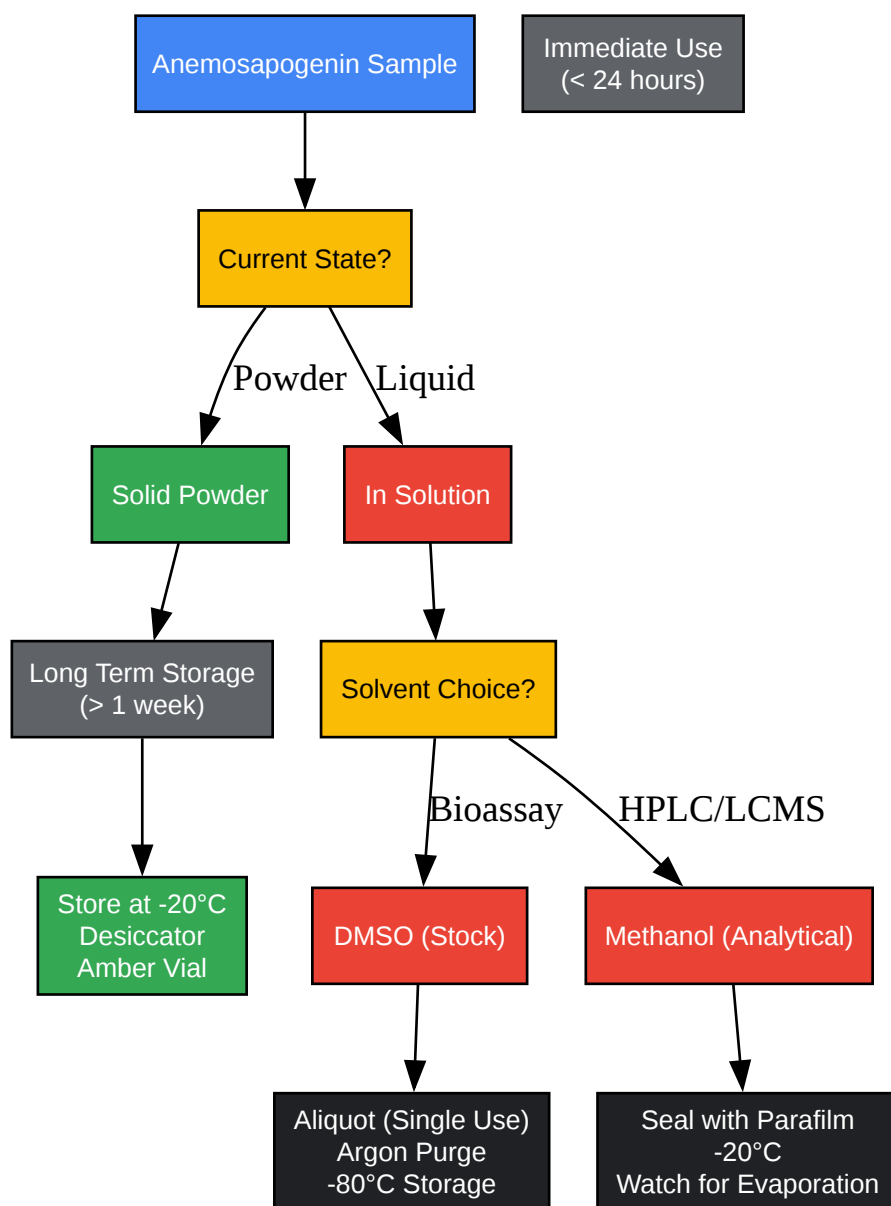 Anemosapogenin Sample
Immediate Use
(< 24 hours)
Current State?
Powder
Liquid
Solid Powder
In Solution
Long Term Storage
(> 1 week)
Solvent Choice?
Bioassay
HPLC/LCMS
Store at -20°C
Desiccator
Amber Vial
DMSO (Stock)
Methanol (Analytical)
Aliquot (Single Use)
Argon Purge
-80°C Storage
Seal with Parafilm
-20°C
Watch for Evaporation